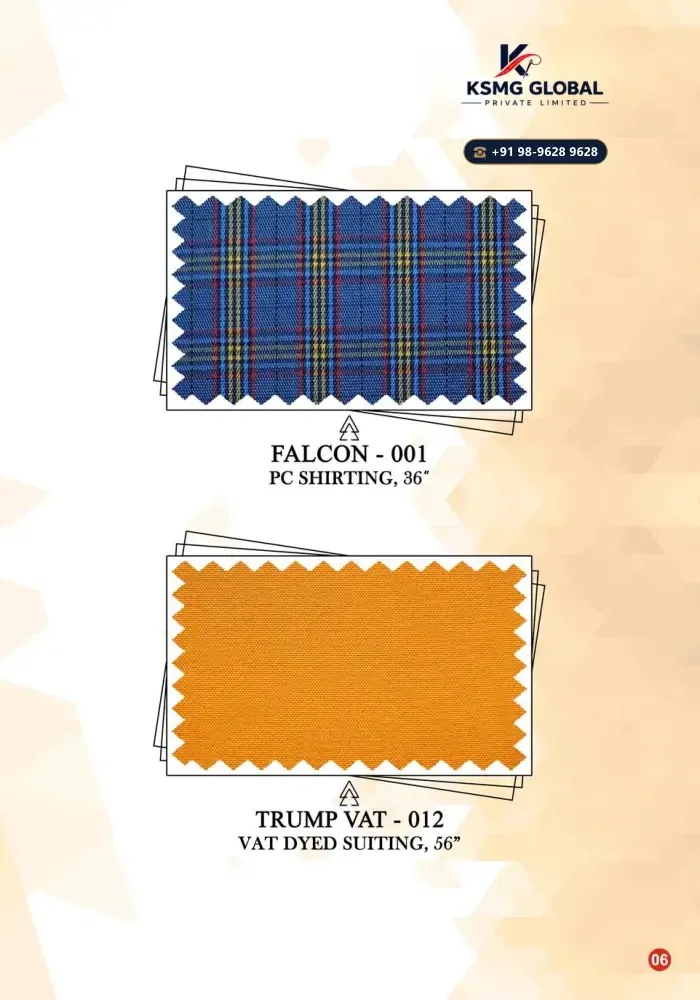 KSMG GLOBAL
PRIVATE LIMITED
+91 98-9628 9628
FALCON - 001
PC SHIRTING, 36″
TRUMP VAT - 012
VAT DYED SUITING, 56”
06